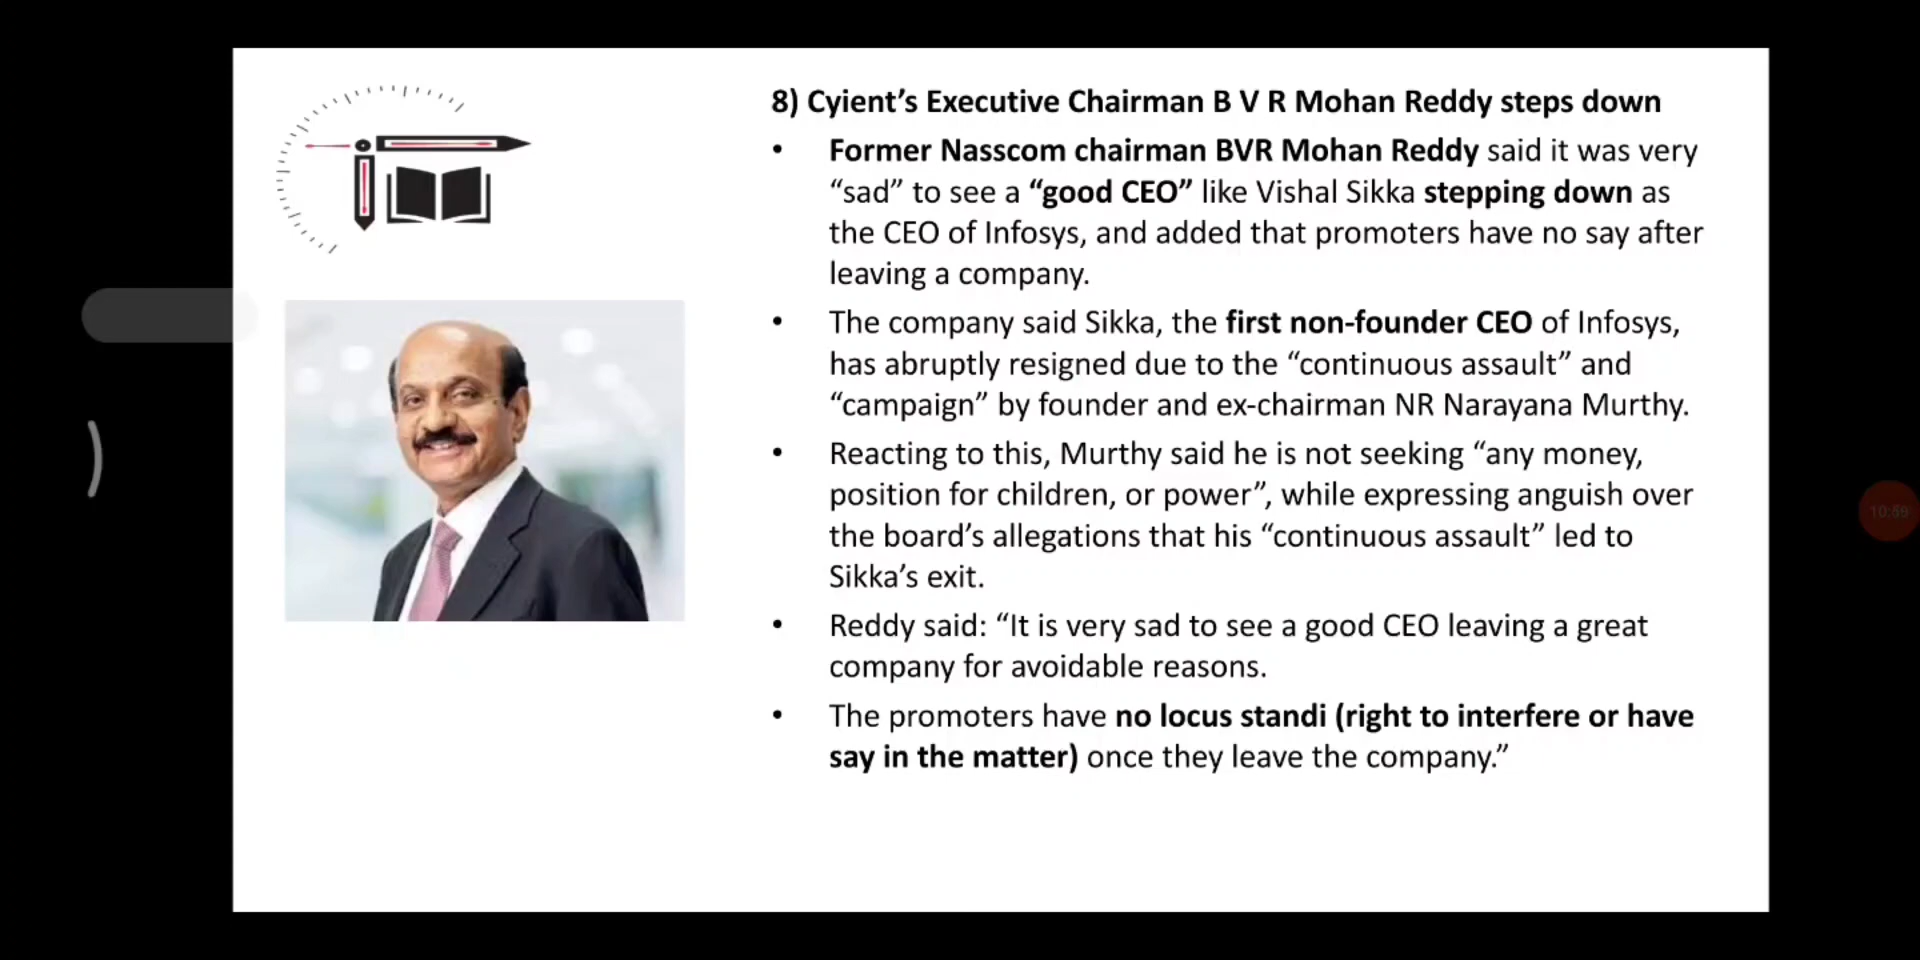 8) Cyient’s Executive Chairman B V R Mohan Reddy steps down
• Former Nasscom chairman BVR Mohan Reddy said it was very
“sad” to see a “good CEO” like Vishal Sikka stepping down as
the CEO of Infosys, and added that promoters have no say after
leaving a company.
• The company said Sikka, the first non-founder CEO of Infosys,
has abruptly resigned due to the “continuous assault” and
“campaign” by founder and ex-chairman NR Narayana Murthy.
• Reacting to this, Murthy said he is not seeking “any money,
position for children, or power”, while expressing anguish over
the board’s allegations that his “continuous assault” led to
Sikka’s exit.
• Reddy said: “It is very sad to see a good CEO leaving a great
company for avoidable reasons.
• The promoters have no locus standi (right to interfere or have
say in the matter) once they leave the company.”